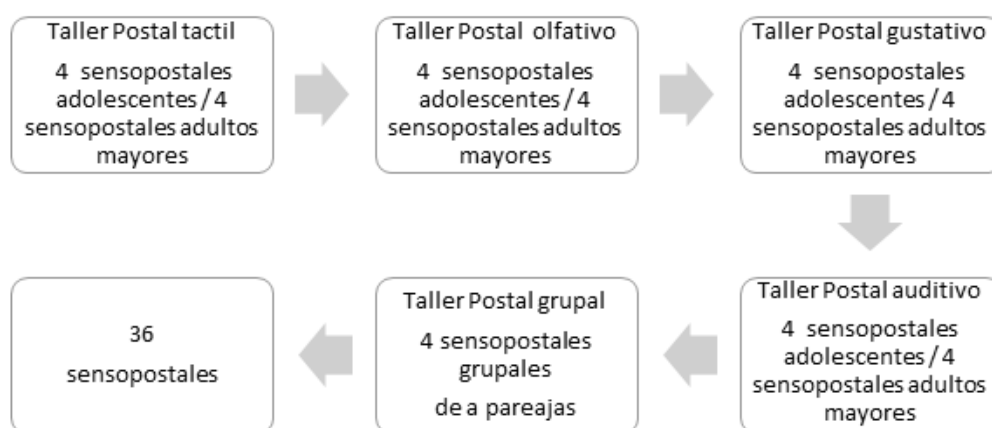 Taller Postal tactil
4 sensopostales
adolescentes / 4
sensopostales adultos
mayores
Taller Postal olfativo
4 sensopostales
adolescentes / 4
sensopostales adultos
mayores
Taller Postal gustativo
4 sensopostales
adolescentes / 4
sensopostales adultos
mayores
Taller Postal auditivo
4 sensopostales
adolescentes / 4
sensopostales adultos
mayores
Taller Postal grupal
4 sensopostales
grupales
de a pareajas
36
sensopostales